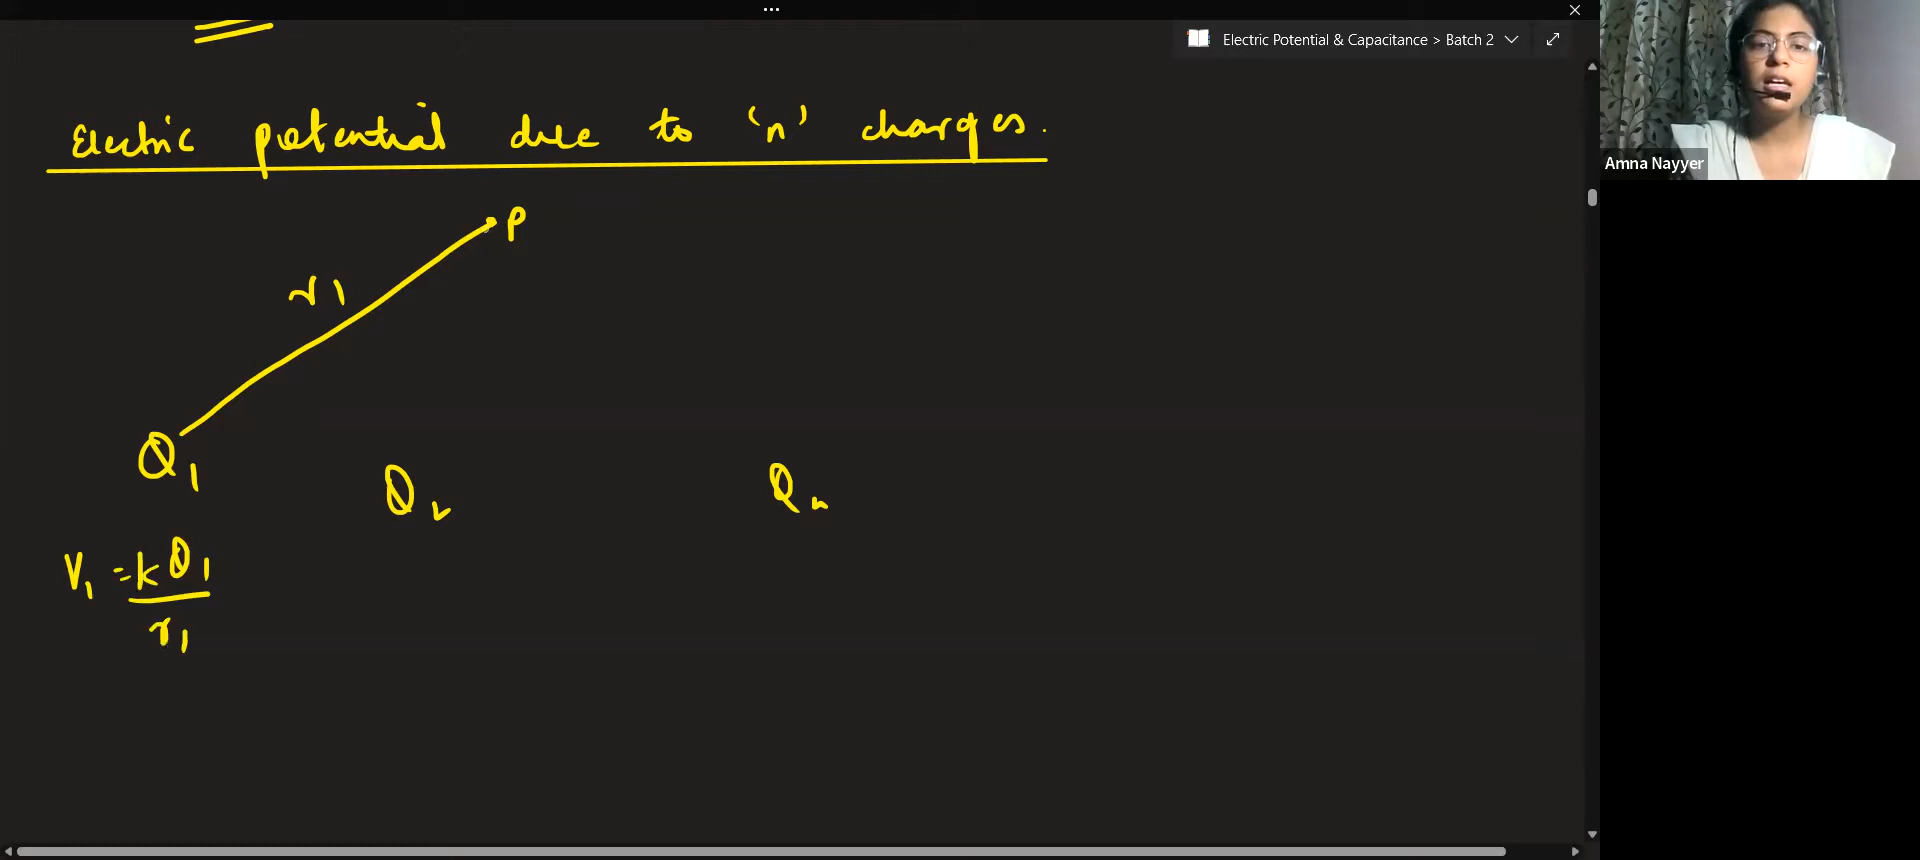 ...
Electric Potential & Capacitance > Batch 2
Amna Nayyer
Electric potential due to 'n' charges.
P
r1
Q1
Q2
Qn
V1 = kQ1
r1